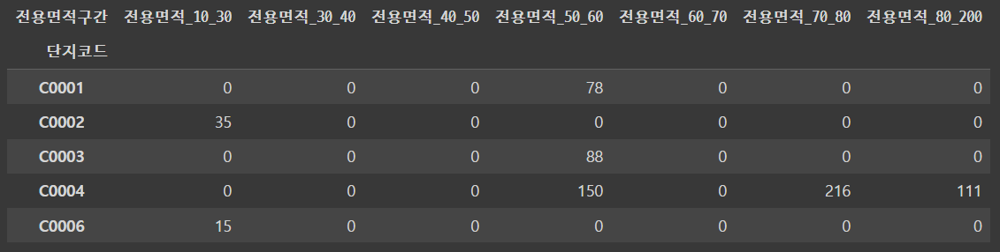 전용면적구간 전용면적_10_30 전용면적_30_40 전용면적_40_50 전용면적_50_60 전용면적_60_70 전용면적_70_80 전용면적_80_200
단지코드
C0001 0 0 0 78 0 0 0
C0002 35 0 0 0 0 0 0
C0003 0 0 0 88 0 0 0
C0004 0 0 0 150 0 216 111
C0006 15 0 0 0 0 0 0